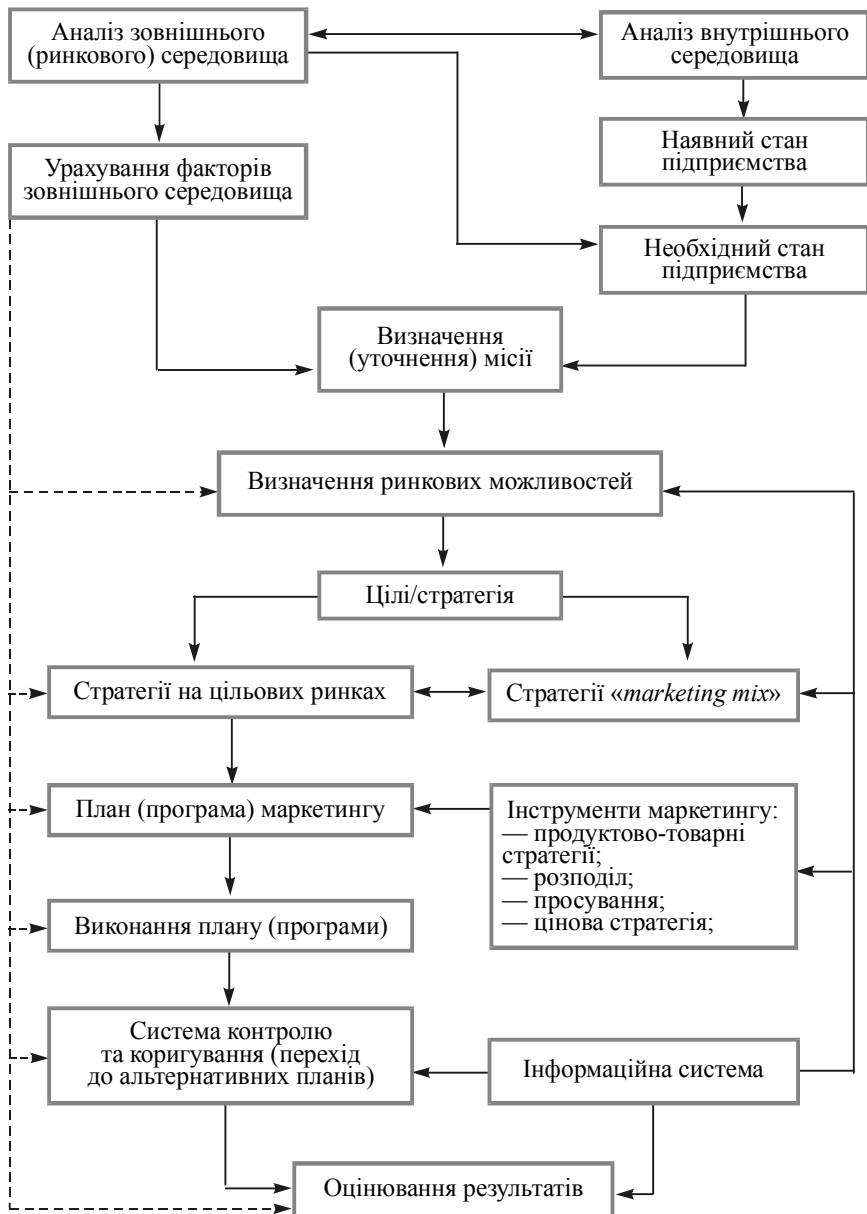 Аналіз зовнішнього
(ринкового) середовища
Аналіз внутрішнього
середовища
Наявний стан
підприємства
Урахування факторів
зовнішнього середовища
Необхідний стан
підприємства
Визначення
(уточнення) місії
Визначення ринкових можливостей
Цілі/стратегія
Стратегії на цільових ринках
Стратегії «marketing mix»
План (програма) маркетингу
Інструменти маркетингу:
— продуктово-товарні
стратегії;
— розподіл;
— просування;
— цінова стратегія;
Виконання плану (програми)
Система контролю
та коригування (перехід
до альтернативних планів)
Інформаційна система
Оцінювання результатів